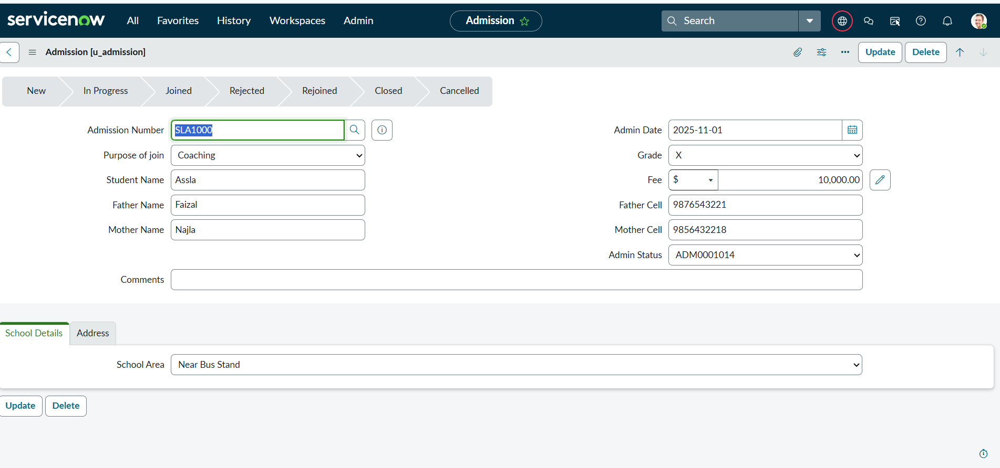 servicenow All Favorites History Workspaces Admin Admission Search
Admission [u_admission] Update Delete
New In Progress Joined Rejected Rejoined Closed Cancelled
Admission Number SLA1000 Admin Date 2025-11-01
Purpose of join Coaching Grade X
Student Name Assla Fee $ 10,000.00
Father Name Faizal Father Cell 9876543221
Mother Name Najla Mother Cell 9856432218
Admin Status ADM0001014
Comments
School Details Address
School Area Near Bus Stand
Update Delete